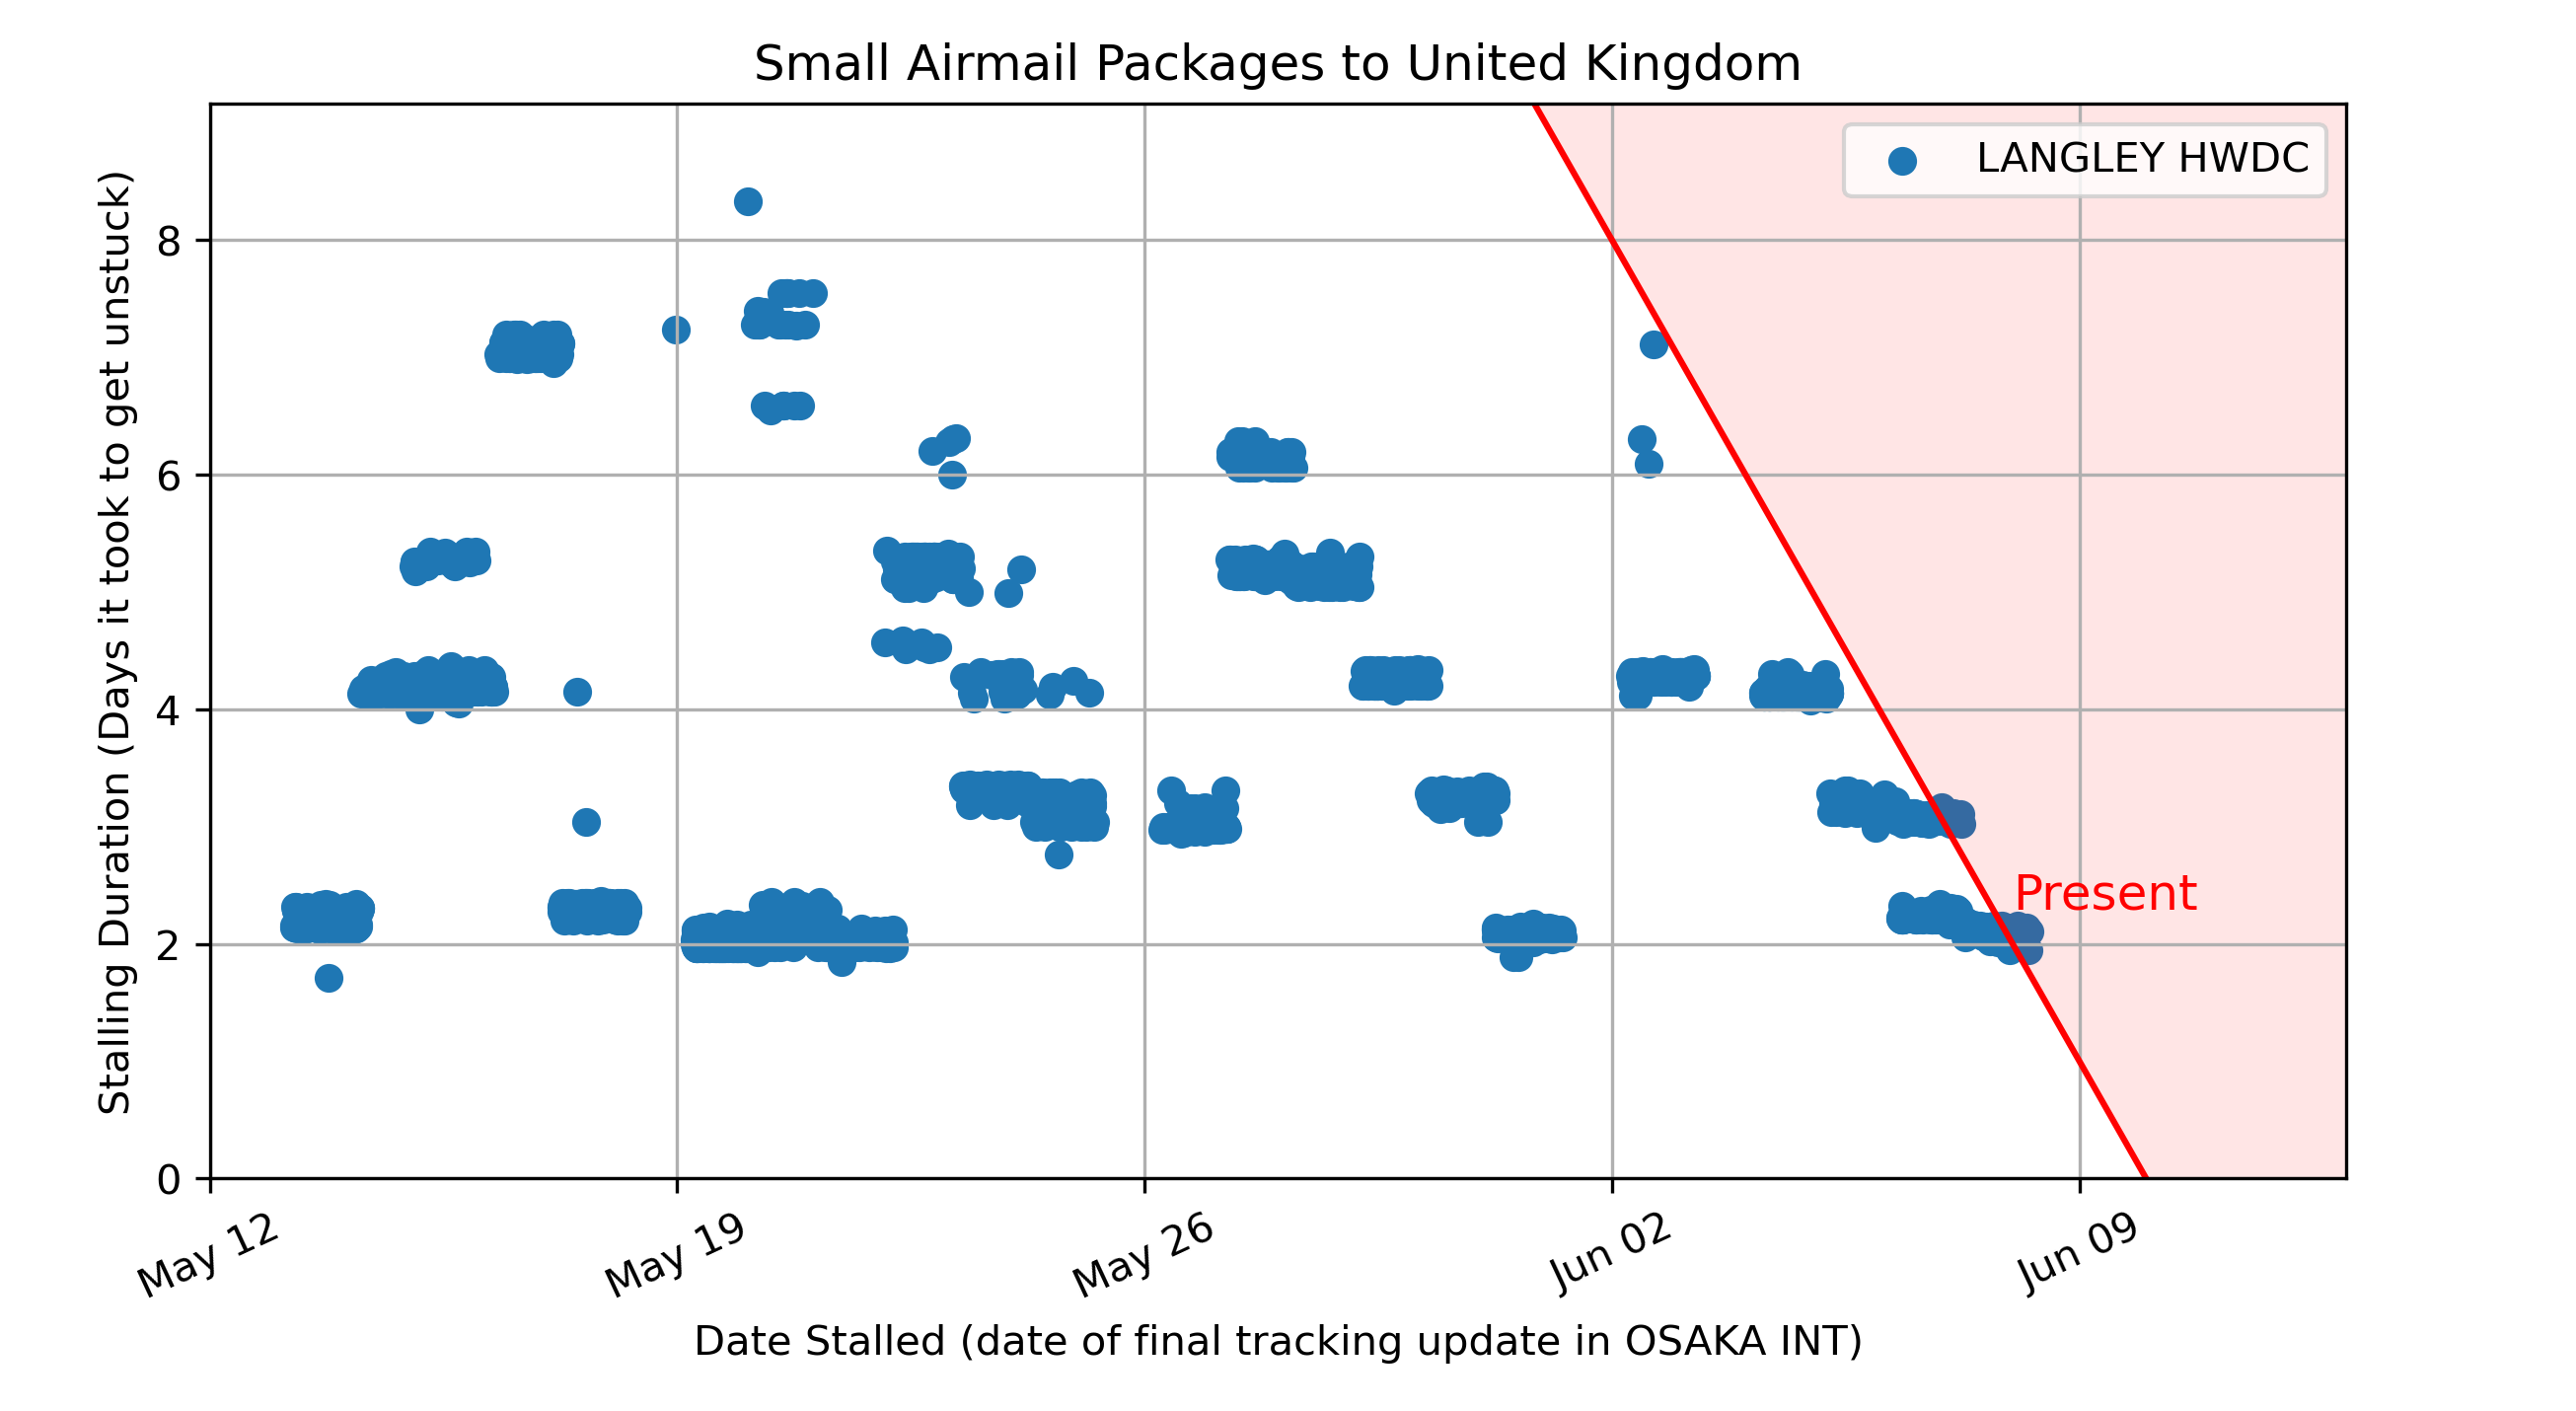 Small Airmail Packages to United Kingdom
LANGLEY HWDC
Stalling Duration (Days it took to get unstuck)
8
6
4
2
0
Present
May 12
May 19
May 26
Jun 02
Jun 09
Date Stalled (date of final tracking update in OSAKA INT)